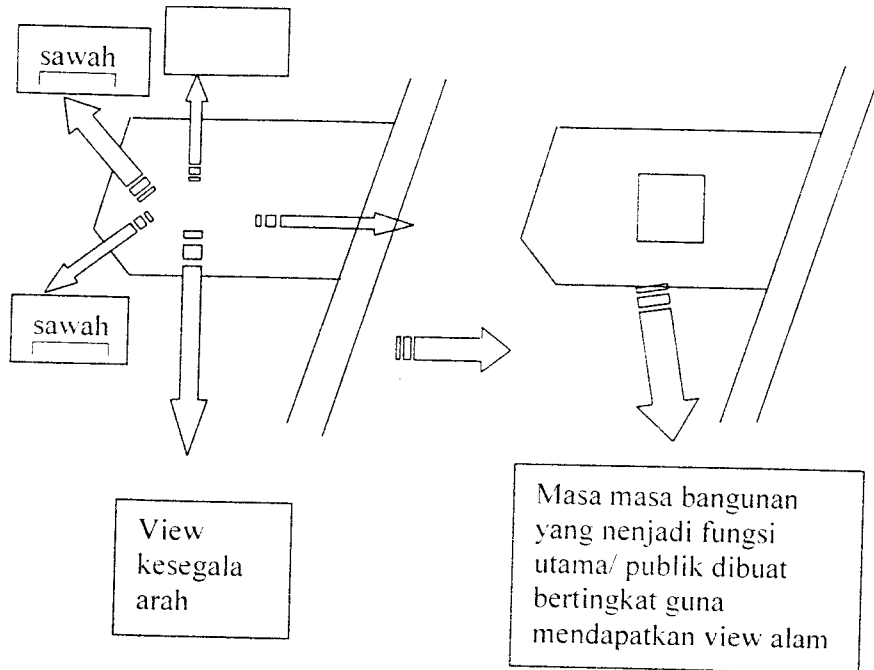 sawah
sawah
View
kesegala
arah
Masa masa bangunan
yang nenjadi fungsi
utama/ publik dibuat
bertingkat guna
mendapatkan view alam